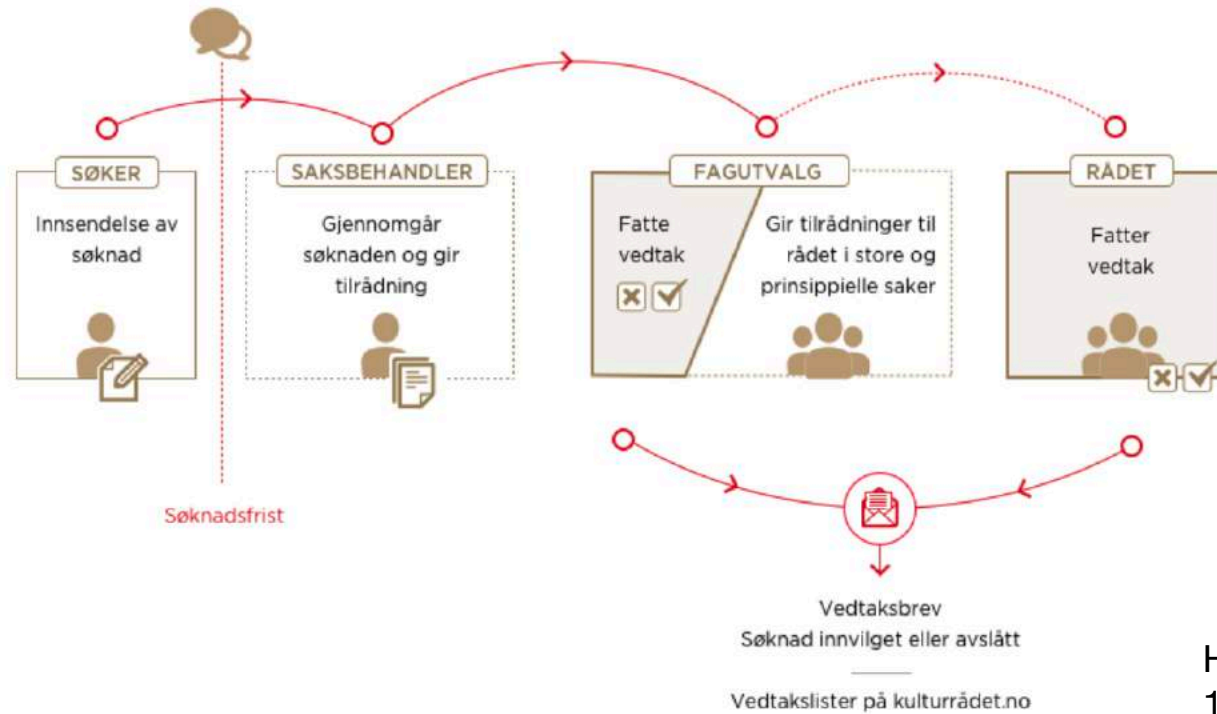 SØKER
Innsendelse av
søknad
SAKSBEHANDLER
Gjennomgår
søknaden og gir
tilrådning
FAGUTVALG
Fatte
vedtak
Gir tilrådninger til
rådet i store og
prinsippielle saker
RÅDET
Fatter
vedtak
Søknadsfrist
Vedtaksbrev
Søknad innvilget eller avslått
Vedtakslister på kulturrådet.no
H
1